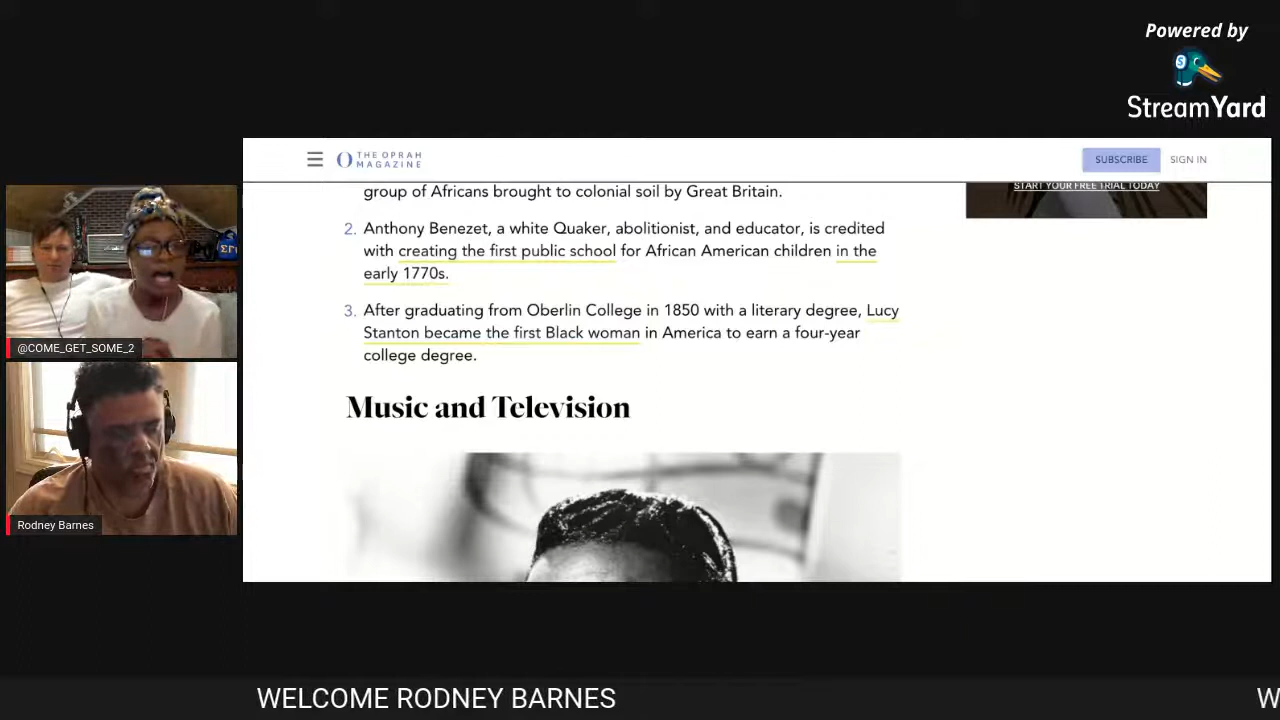 Powered by
StreamYard
THE OPRAH
MAGAZINE
SUBSCRIBE
SIGN IN
START YOUR FREE TRIAL TODAY
group of Africans brought to colonial soil by Great Britain.
2. Anthony Benezet, a white Quaker, abolitionist, and educator, is credited
with creating the first public school for African American children in the
early 1770s.
3. After graduating from Oberlin College in 1850 with a literary degree, Lucy
Stanton became the first Black woman in America to earn a four-year
college degree.
Music and Television
ΣΓ
@COME_GET_SOME_2
Rodney Barnes
WELCOME RODNEY BARNES
W